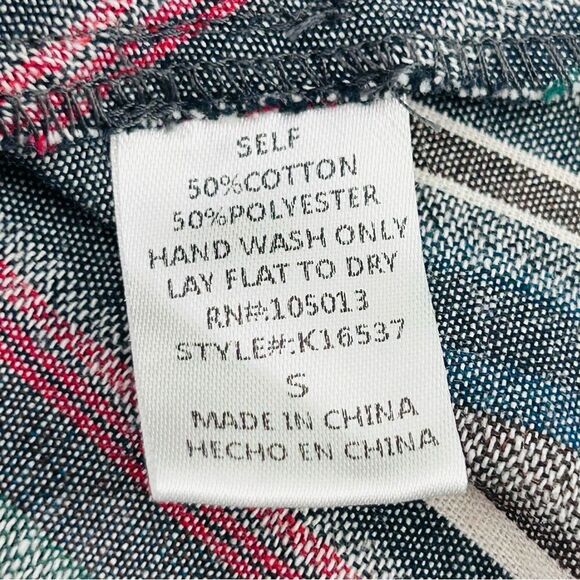 SELF
50%COTTON
50%POLYESTER
HAND WASH ONLY
LAY FLAT TO DRY
RN#:105013
STYLE#:K16537
S
MADE IN CHINA
HECHO EN CHINA